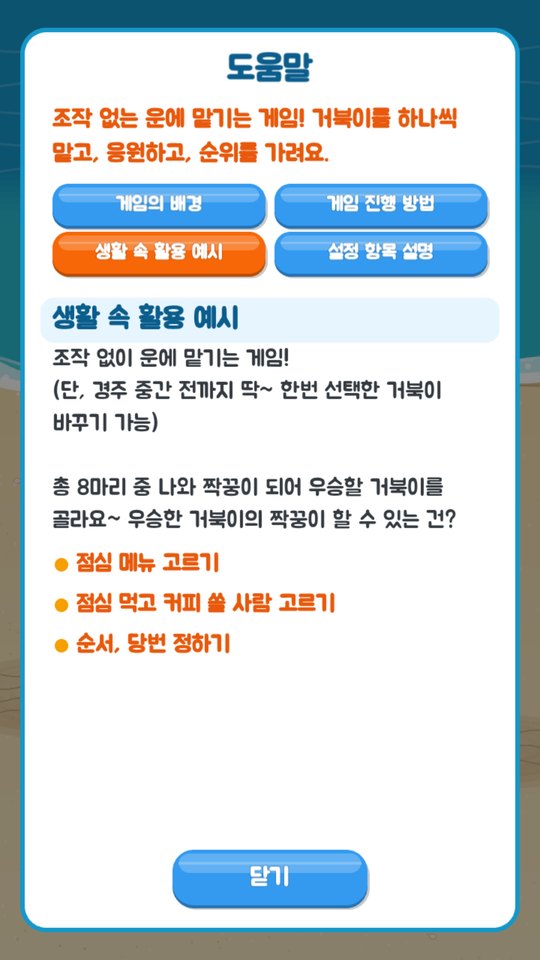 도움말
조작 없는 운에 맡기는 게임! 거북이를 하나씩
맡고, 응원하고, 순위를 가려요.
게임의 배경
게임 진행 방법
생활 속 활용 예시
설정 항목 설명
생활 속 활용 예시
조작 없이 운에 맡기는 게임!
(단, 경주 중간 전까지 딱~ 한번 선택한 거북이
바꾸기 가능)
총 8마리 중 나와 짝꿍이 되어 우승할 거북이를
골라요~ 우승한 거북이의 짝꿍이 할 수 있는 건?
점심 메뉴 고르기
점심 먹고 커피 쏠 사람 고르기
순서, 당번 정하기
닫기